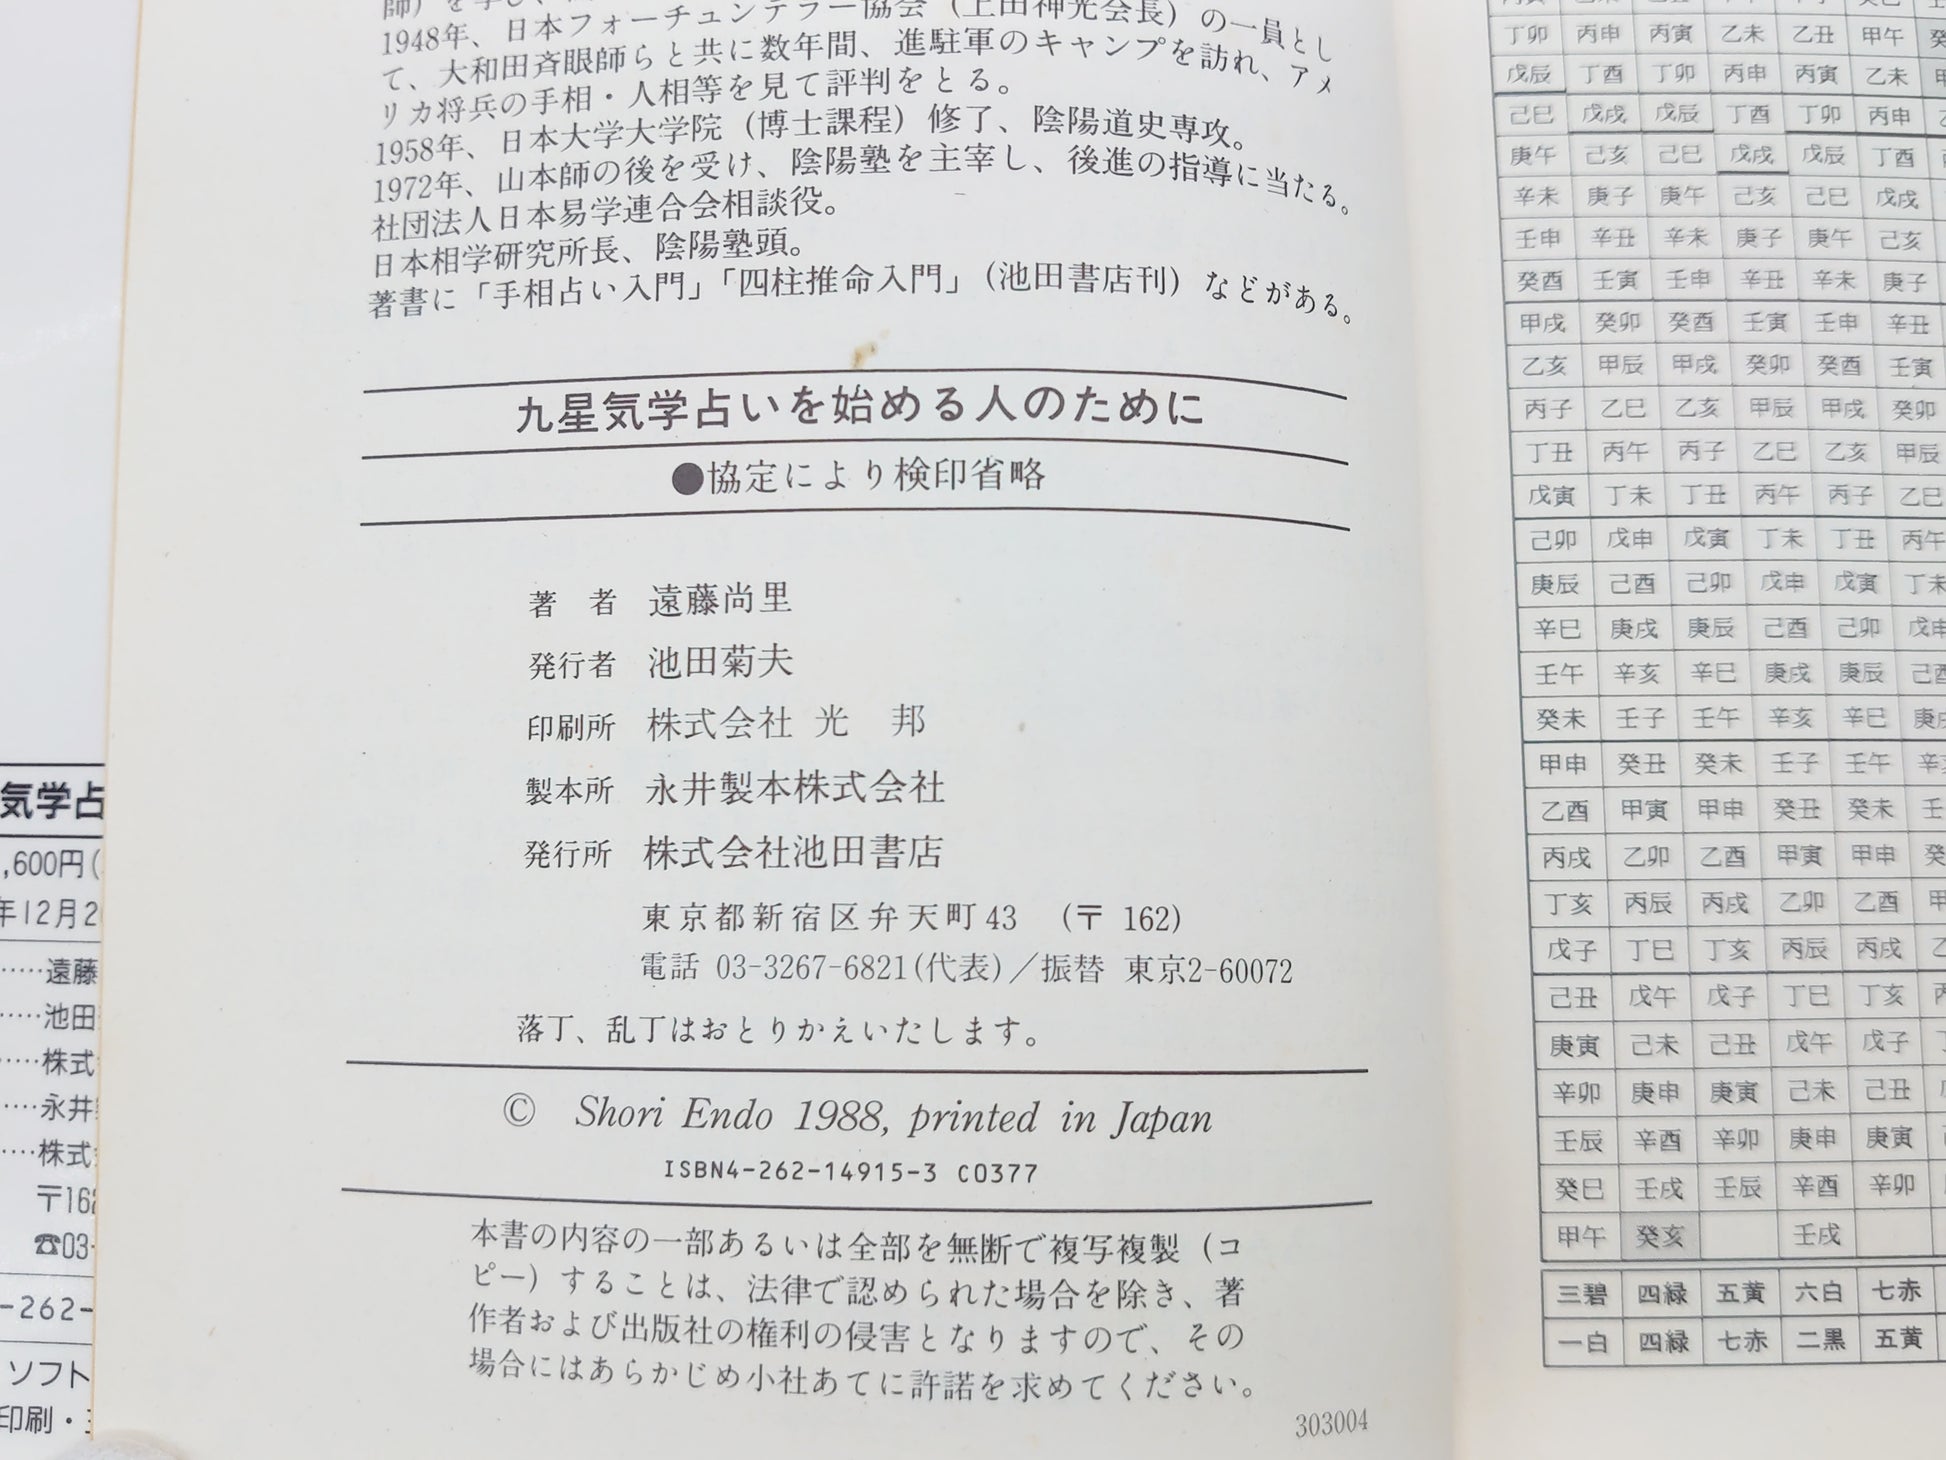 1948年、日本フォーチュンテラー協会（上田神光会長）の一員とし
て、大和田斉眼師らと共に数年間、進駐軍のキャンプを訪れ、アメ
リカ将兵の手相・人相等を見て評判をとる。
1958年、日本大学大学院（博士課程）修了、陰陽道史専攻。
1972年、山本師の後を受け、陰陽塾を主宰し、後進の指導に当たる。
社団法人日本易学連合会相談役。
日本相学研究所長、陰陽塾頭。
著書に「手相占い入門」「四柱推命入門」（池田書店刊）などがある。
九星気学占いを始める人のために
●協定により検印省略
著　者　遠藤尚里
発行者　池田菊夫
印刷所　株式会社 光　邦
製本所　永井製本株式会社
発行所　株式会社池田書店
東京都新宿区弁天町43　(〒 162)
電話 03-3267-6821(代表)／振替 東京2-60072
落丁、乱丁はおとりかえいたします。
© Shori Endo 1988, printed in Japan
ISBN4-262-14915-3 C0377
本書の内容の一部あるいは全部を無断で複写複製（コ
ピー）することは、法律で認められた場合を除き、著
作者および出版社の権利の侵害となりますので、その
場合にはあらかじめ小社あてに許諾を求めてください。
303004
気学占
,600円(
年12月2
……遠藤
……池田
……株式
……永井
……株式
〒162
☎03-
-262-
ソフト
印刷・
丁卯 丙申 丙寅 乙未 乙丑 甲午
戊辰 丁酉 丁卯 丙申 丙寅 乙未
己巳 戊戌 戊辰 丁酉 丁卯 丙申
庚午 己亥 己巳 戊戌 戊辰 丁酉
辛未 庚子 庚午 己亥 己巳 戊戌
壬申 辛丑 辛未 庚子 庚午 己亥
癸酉 壬寅 壬申 辛丑 辛未 庚子
甲戌 癸卯 癸酉 壬寅 壬申 辛丑
乙亥 甲辰 甲戌 癸卯 癸酉 壬寅
丙子 乙巳 乙亥 甲辰 甲戌 癸卯
丁丑 丙午 丙子 乙巳 乙亥 甲辰
戊寅 丁未 丁丑 丙午 丙子 乙巳
己卯 戊申 戊寅 丁未 丁丑 丙午
庚辰 己酉 己卯 戊申 戊寅 丁未
辛巳 庚戌 庚辰 己酉 己卯 戊申
壬午 辛亥 辛巳 庚戌 庚辰 己酉
癸未 壬子 壬午 辛亥 辛巳 庚戌
甲申 癸丑 癸未 壬子 壬午 辛亥
乙酉 甲寅 甲申 癸丑 癸未 壬
丙戌 乙卯 乙酉 甲寅 甲申 癸
丁亥 丙辰 丙戌 乙卯 乙酉 甲
戊子 丁巳 丁亥 丙辰 丙戌 乙
己丑 戊午 戊子 丁巳 丁亥 丙
庚寅 己未 己丑 戊午 戊子
辛卯 庚申 庚寅 己未 己丑
壬辰 辛酉 辛卯 庚申 庚寅
癸巳 壬戌 壬辰 辛酉 辛卯
甲午 癸亥 壬戌
三碧 四緑 五黄 六白 七赤
一白 四緑 七赤 二黒 五黄